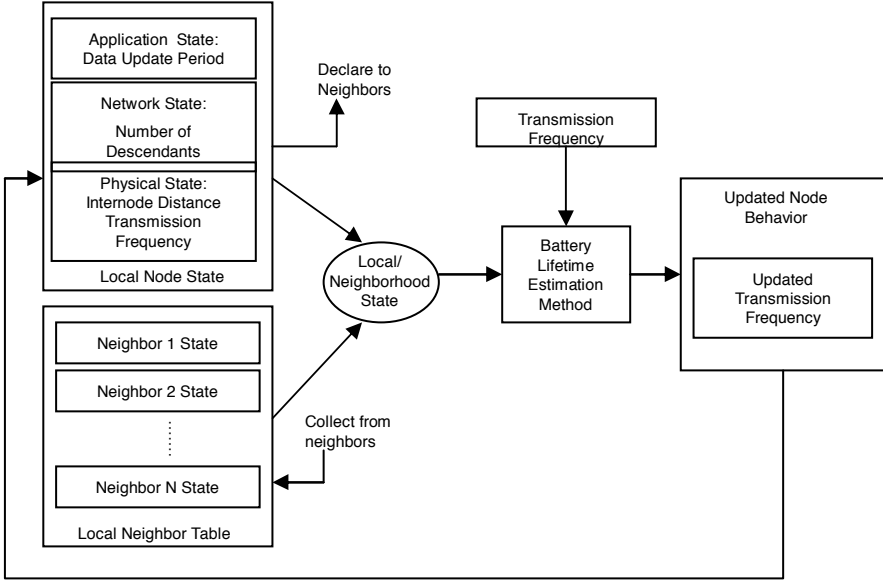 Application State:
Data Update Period
Network State:
Number of
Descendants
Physical State:
Internode Distance
Transmission
Frequency
Local Node State
Declare to
Neighbors
Transmission
Frequency
Local/
Neighborhood
State
Battery
Lifetime
Estimation
Method
Updated Node
Behavior
Updated
Transmission
Frequency
Neighbor 1 State
Neighbor 2 State
Neighbor N State
Local Neighbor Table
Collect from
neighbors